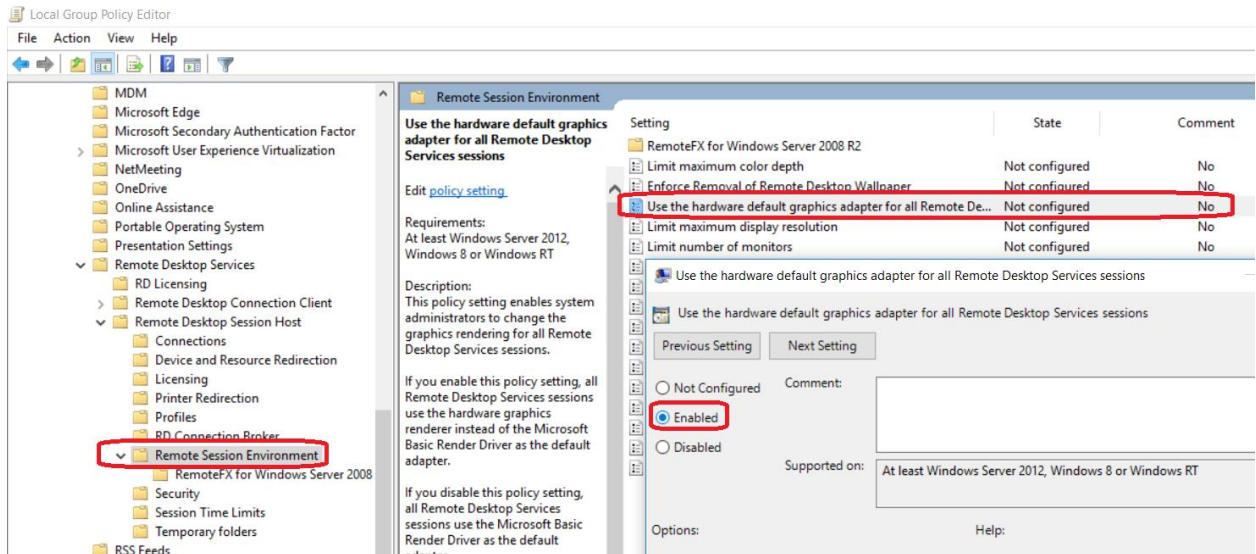 Local Group Policy Editor
File Action View Help
MDM
Microsoft Edge
Microsoft Secondary Authentication Factor
Microsoft User Experience Virtualization
NetMeeting
OneDrive
Online Assistance
Portable Operating System
Presentation Settings
Remote Desktop Services
RD Licensing
Remote Desktop Connection Client
Remote Desktop Session Host
Connections
Device and Resource Redirection
Licensing
Printer Redirection
Profiles
RD Connection Broker
Remote Session Environment
RemoteFX for Windows Server 2008
Security
Session Time Limits
Temporary folders
RSS Feeds
Remote Session Environment
Use the hardware default graphics
adapter for all Remote Desktop
Services sessions
Edit policy setting
Requirements:
At least Windows Server 2012,
Windows 8 or Windows RT
Description:
This policy setting enables system
administrators to change the
graphics rendering for all Remote
Desktop Services sessions.
If you enable this policy setting, all
Remote Desktop Services sessions
use the hardware graphics
renderer instead of the Microsoft
Basic Render Driver as the default
adapter.
If you disable this policy setting,
all Remote Desktop Services
sessions use the Microsoft Basic
Render Driver as the default
Setting State Comment
RemoteFX for Windows Server 2008 R2
Limit maximum color depth Not configured No
Enforce Removal of Remote Desktop Wallpaper Not configured No
Use the hardware default graphics adapter for all Remote De... Not configured No
Limit maximum display resolution Not configured No
Limit number of monitors Not configured No
Use the hardware default graphics adapter for all Remote Desktop Services sessions
Use the hardware default graphics adapter for all Remote Desktop Services sessions
Previous Setting Next Setting
Not Configured Comment:
Enabled
Disabled
Supported on: At least Windows Server 2012, Windows 8 or Windows RT
Options: Help: